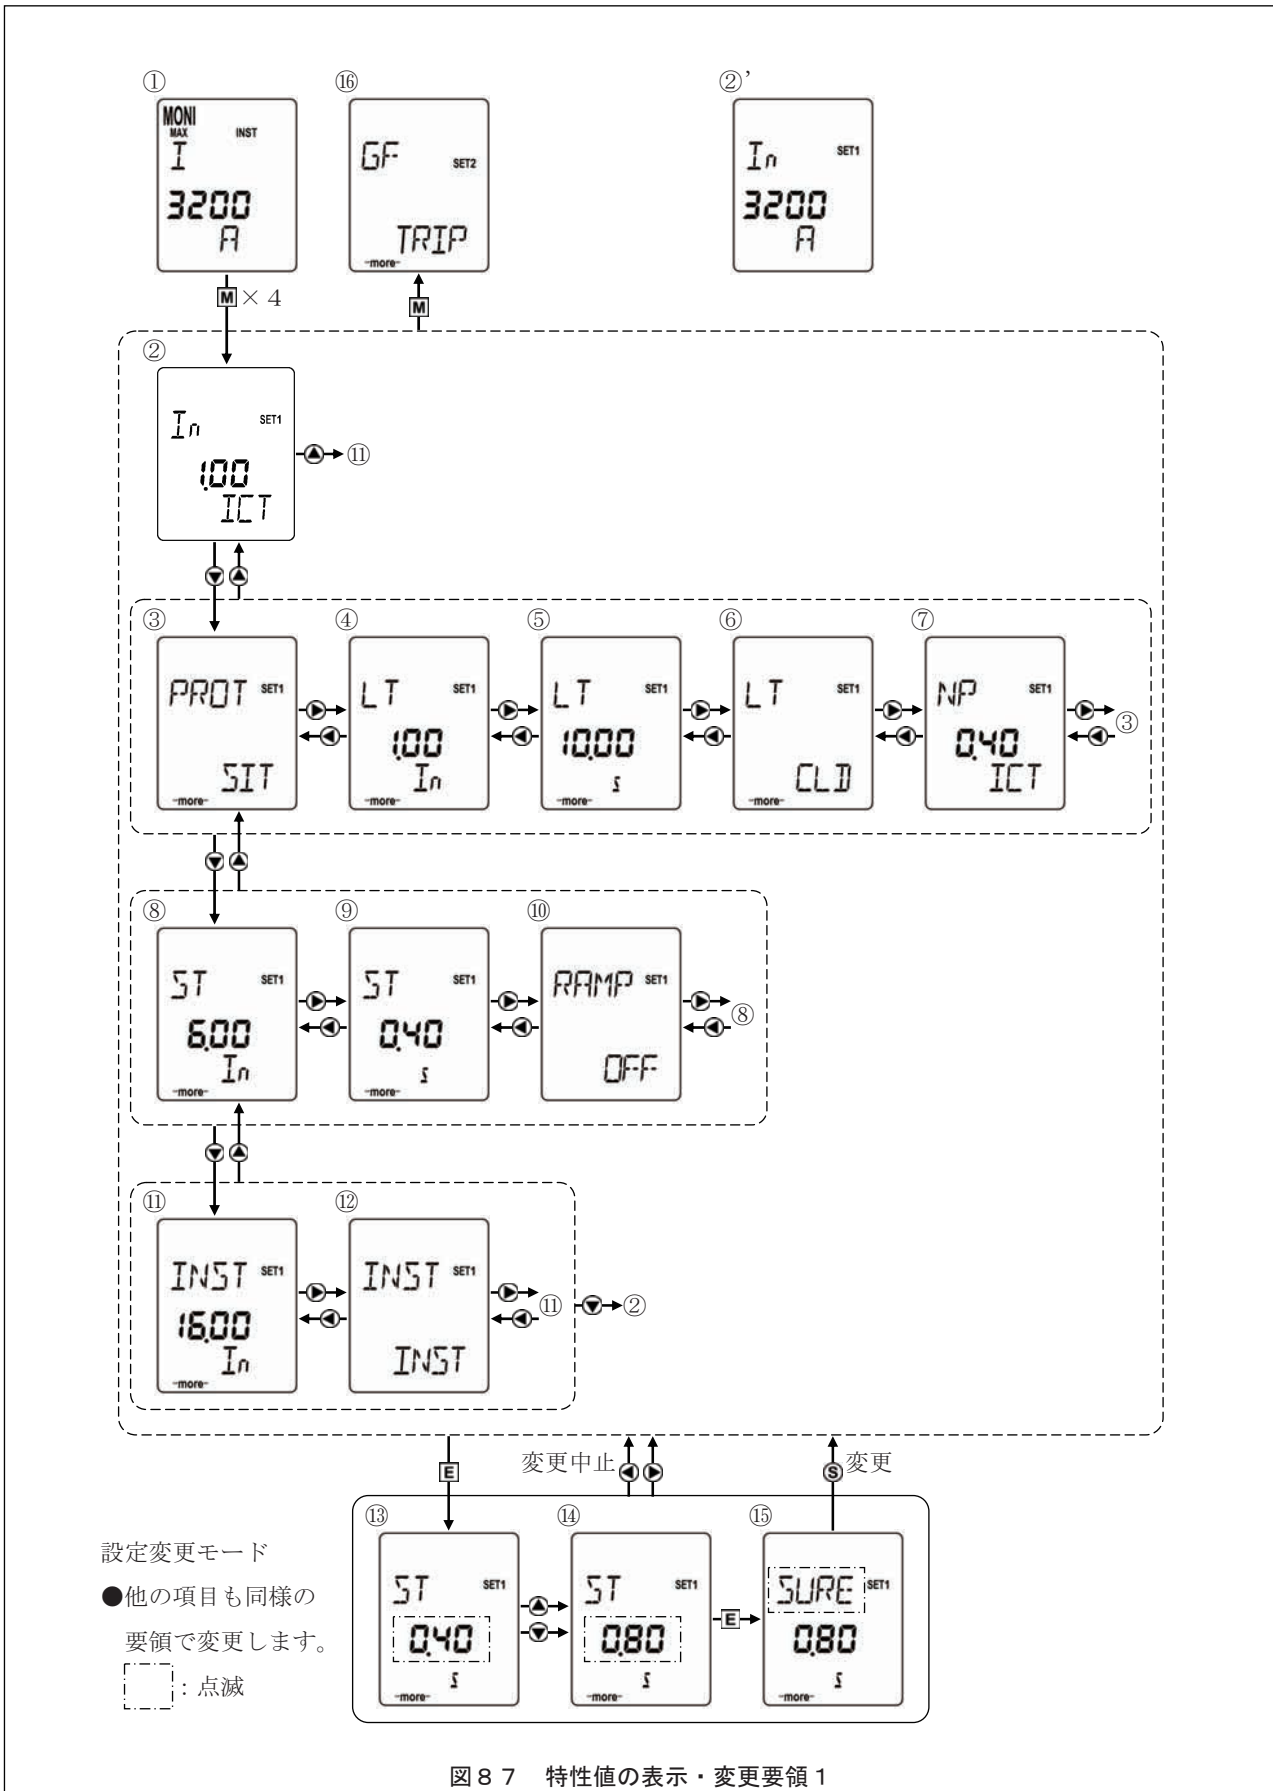 ① ⑯ ②’
MONI
MAX INST
I
3200
A
GF SET2
TRIP
-more-
In SET1
3200
A
M ×4
M
②
In SET1
1.00
ICT
⑪
③ ④ ⑤ ⑥ ⑦
PROT SET1
SIT
-more-
LT SET1
1.00
In
-more-
LT SET1
10.00
s
-more-
LT SET1
CLD
-more-
NP SET1
0.40
ICT
③
⑧ ⑨ ⑩
ST SET1
6.00
In
-more-
ST SET1
0.40
s
-more-
RAMP SET1
OFF
⑧
⑪ ⑫
INST SET1
16.00
In
-more-
INST SET1
INST
⑪
②
E
変更中止
S 変更
⑬ ⑭ ⑮
ST SET1
0.40
s
-more-
ST SET1
0.80
s
-more-
E
SURE SET1
0.80
s
-more-
設定変更モード
●他の項目も同様の
要領で変更します。
：点滅
図８７ 特性値の表示・変更要領１